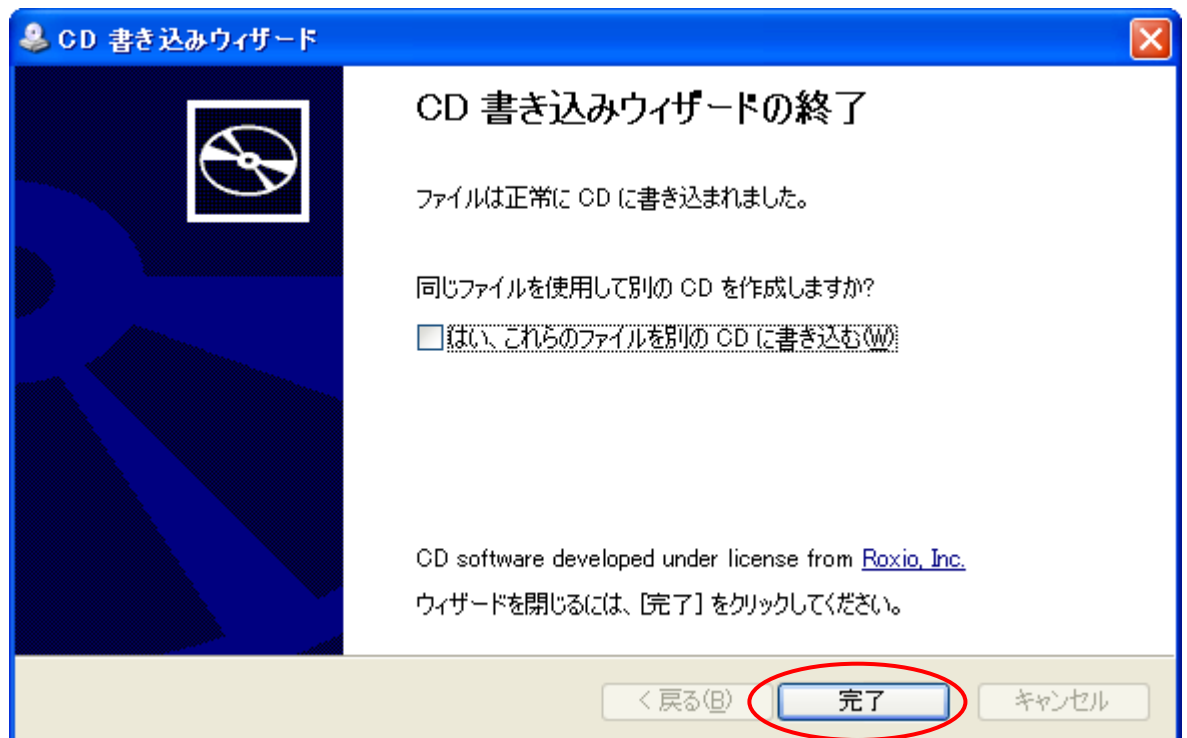 CD 書き込みウィザード
CD 書き込みウィザードの終了
ファイルは正常に CD に書き込まれました。
同じファイルを使用して別の CD を作成しますか?
はい、これらのファイルを別の CD に書き込む(W)
CD software developed under license from Roxio, Inc.
ウィザードを閉じるには、[完了] をクリックしてください。
< 戻る(B) 完了 キャンセル